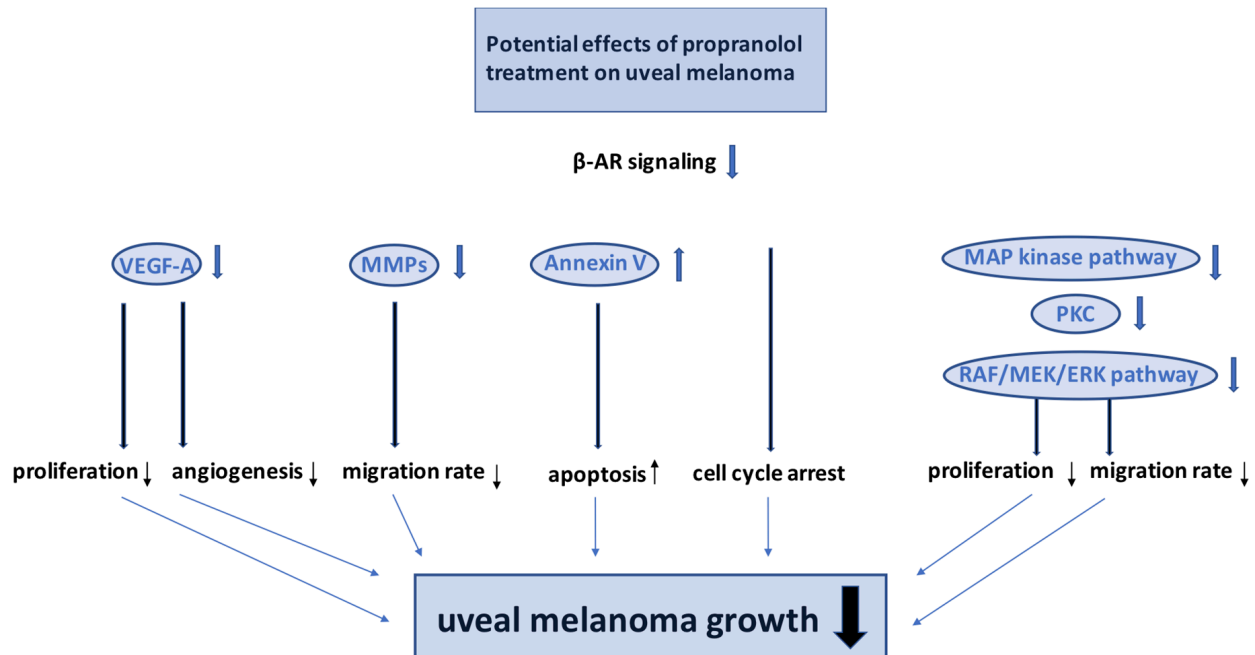 Potential effects of propranolol
treatment on uveal melanoma
β-AR signaling
VEGF-A
MMPs
Annexin V
MAP kinase pathway
PKC
RAF/MEK/ERK pathway
proliferation
angiogenesis
migration rate
apoptosis
cell cycle arrest
proliferation
migration rate
uveal melanoma growth